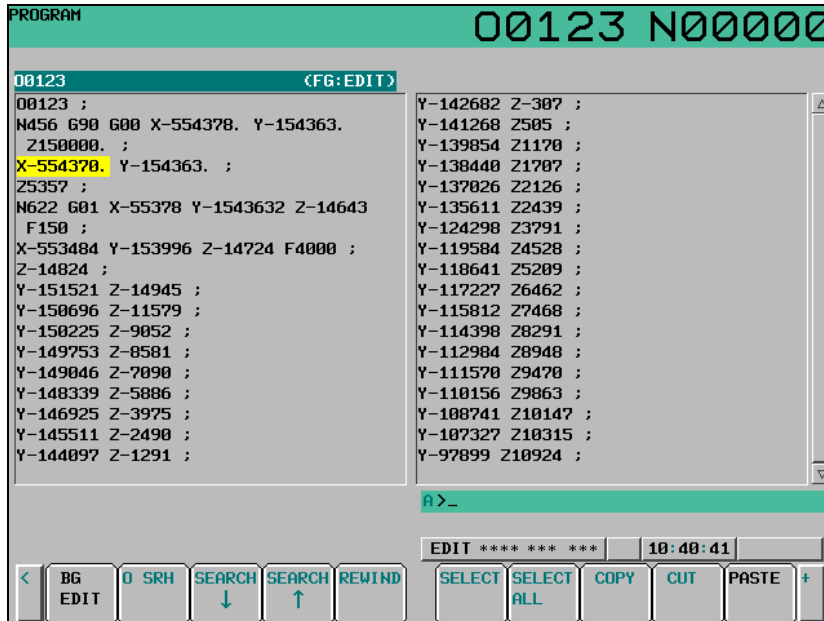 PROGRAM
O0123 N00000
O0123 (FG:EDIT)
O0123 ;
N456 G90 G00 X-554378. Y-154363.
Z150000. ;
X-554370. Y-154363. ;
Z5357 ;
N622 G01 X-55378 Y-1543632 Z-14643
F150 ;
X-553484 Y-153996 Z-14724 F4000 ;
Z-14824 ;
Y-151521 Z-14945 ;
Y-150696 Z-11579 ;
Y-150225 Z-9052 ;
Y-149753 Z-8581 ;
Y-149046 Z-7090 ;
Y-148339 Z-5886 ;
Y-146925 Z-3975 ;
Y-145511 Z-2490 ;
Y-144097 Z-1291 ;
Y-142682 Z-307 ;
Y-141268 Z505 ;
Y-139854 Z1170 ;
Y-138440 Z1707 ;
Y-137026 Z2126 ;
Y-135611 Z2439 ;
Y-124298 Z3791 ;
Y-119584 Z4528 ;
Y-118641 Z5209 ;
Y-117227 Z6462 ;
Y-115812 Z7468 ;
Y-114398 Z8291 ;
Y-112984 Z8948 ;
Y-111570 Z9470 ;
Y-110156 Z9863 ;
Y-108741 Z10147 ;
Y-107327 Z10315 ;
Y-97899 Z10924 ;
A>_
EDIT **** *** ***
10:40:41
<
BG
EDIT
O SRH
SEARCH
↓
SEARCH
↑
REWIND
SELECT
SELECT
ALL
COPY
CUT
PASTE
+